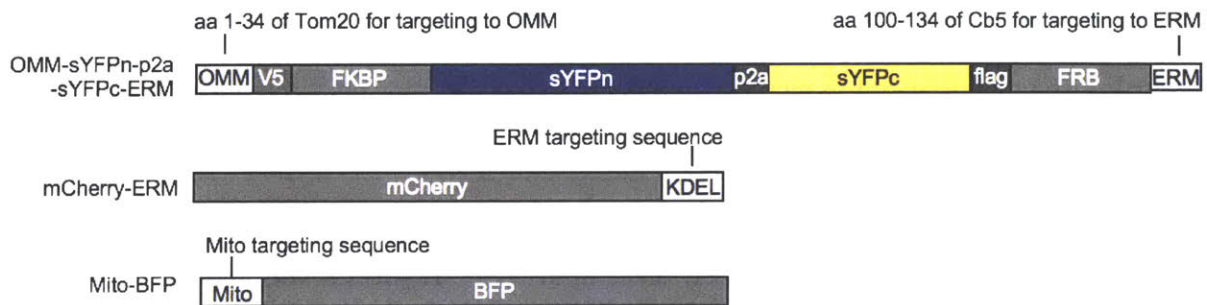 aa 1-34 of Tom20 for targeting to OMM
aa 100-134 of Cb5 for targeting to ERM
OMM-sYFPn-p2a
-sYFPc-ERM
OMM V5 FKBP sYFPn p2a sYFPc flag FRB ERM
ERM targeting sequence
mCherry-ERM
mCherry KDEL
Mito targeting sequence
Mito-BFP
Mito BFP